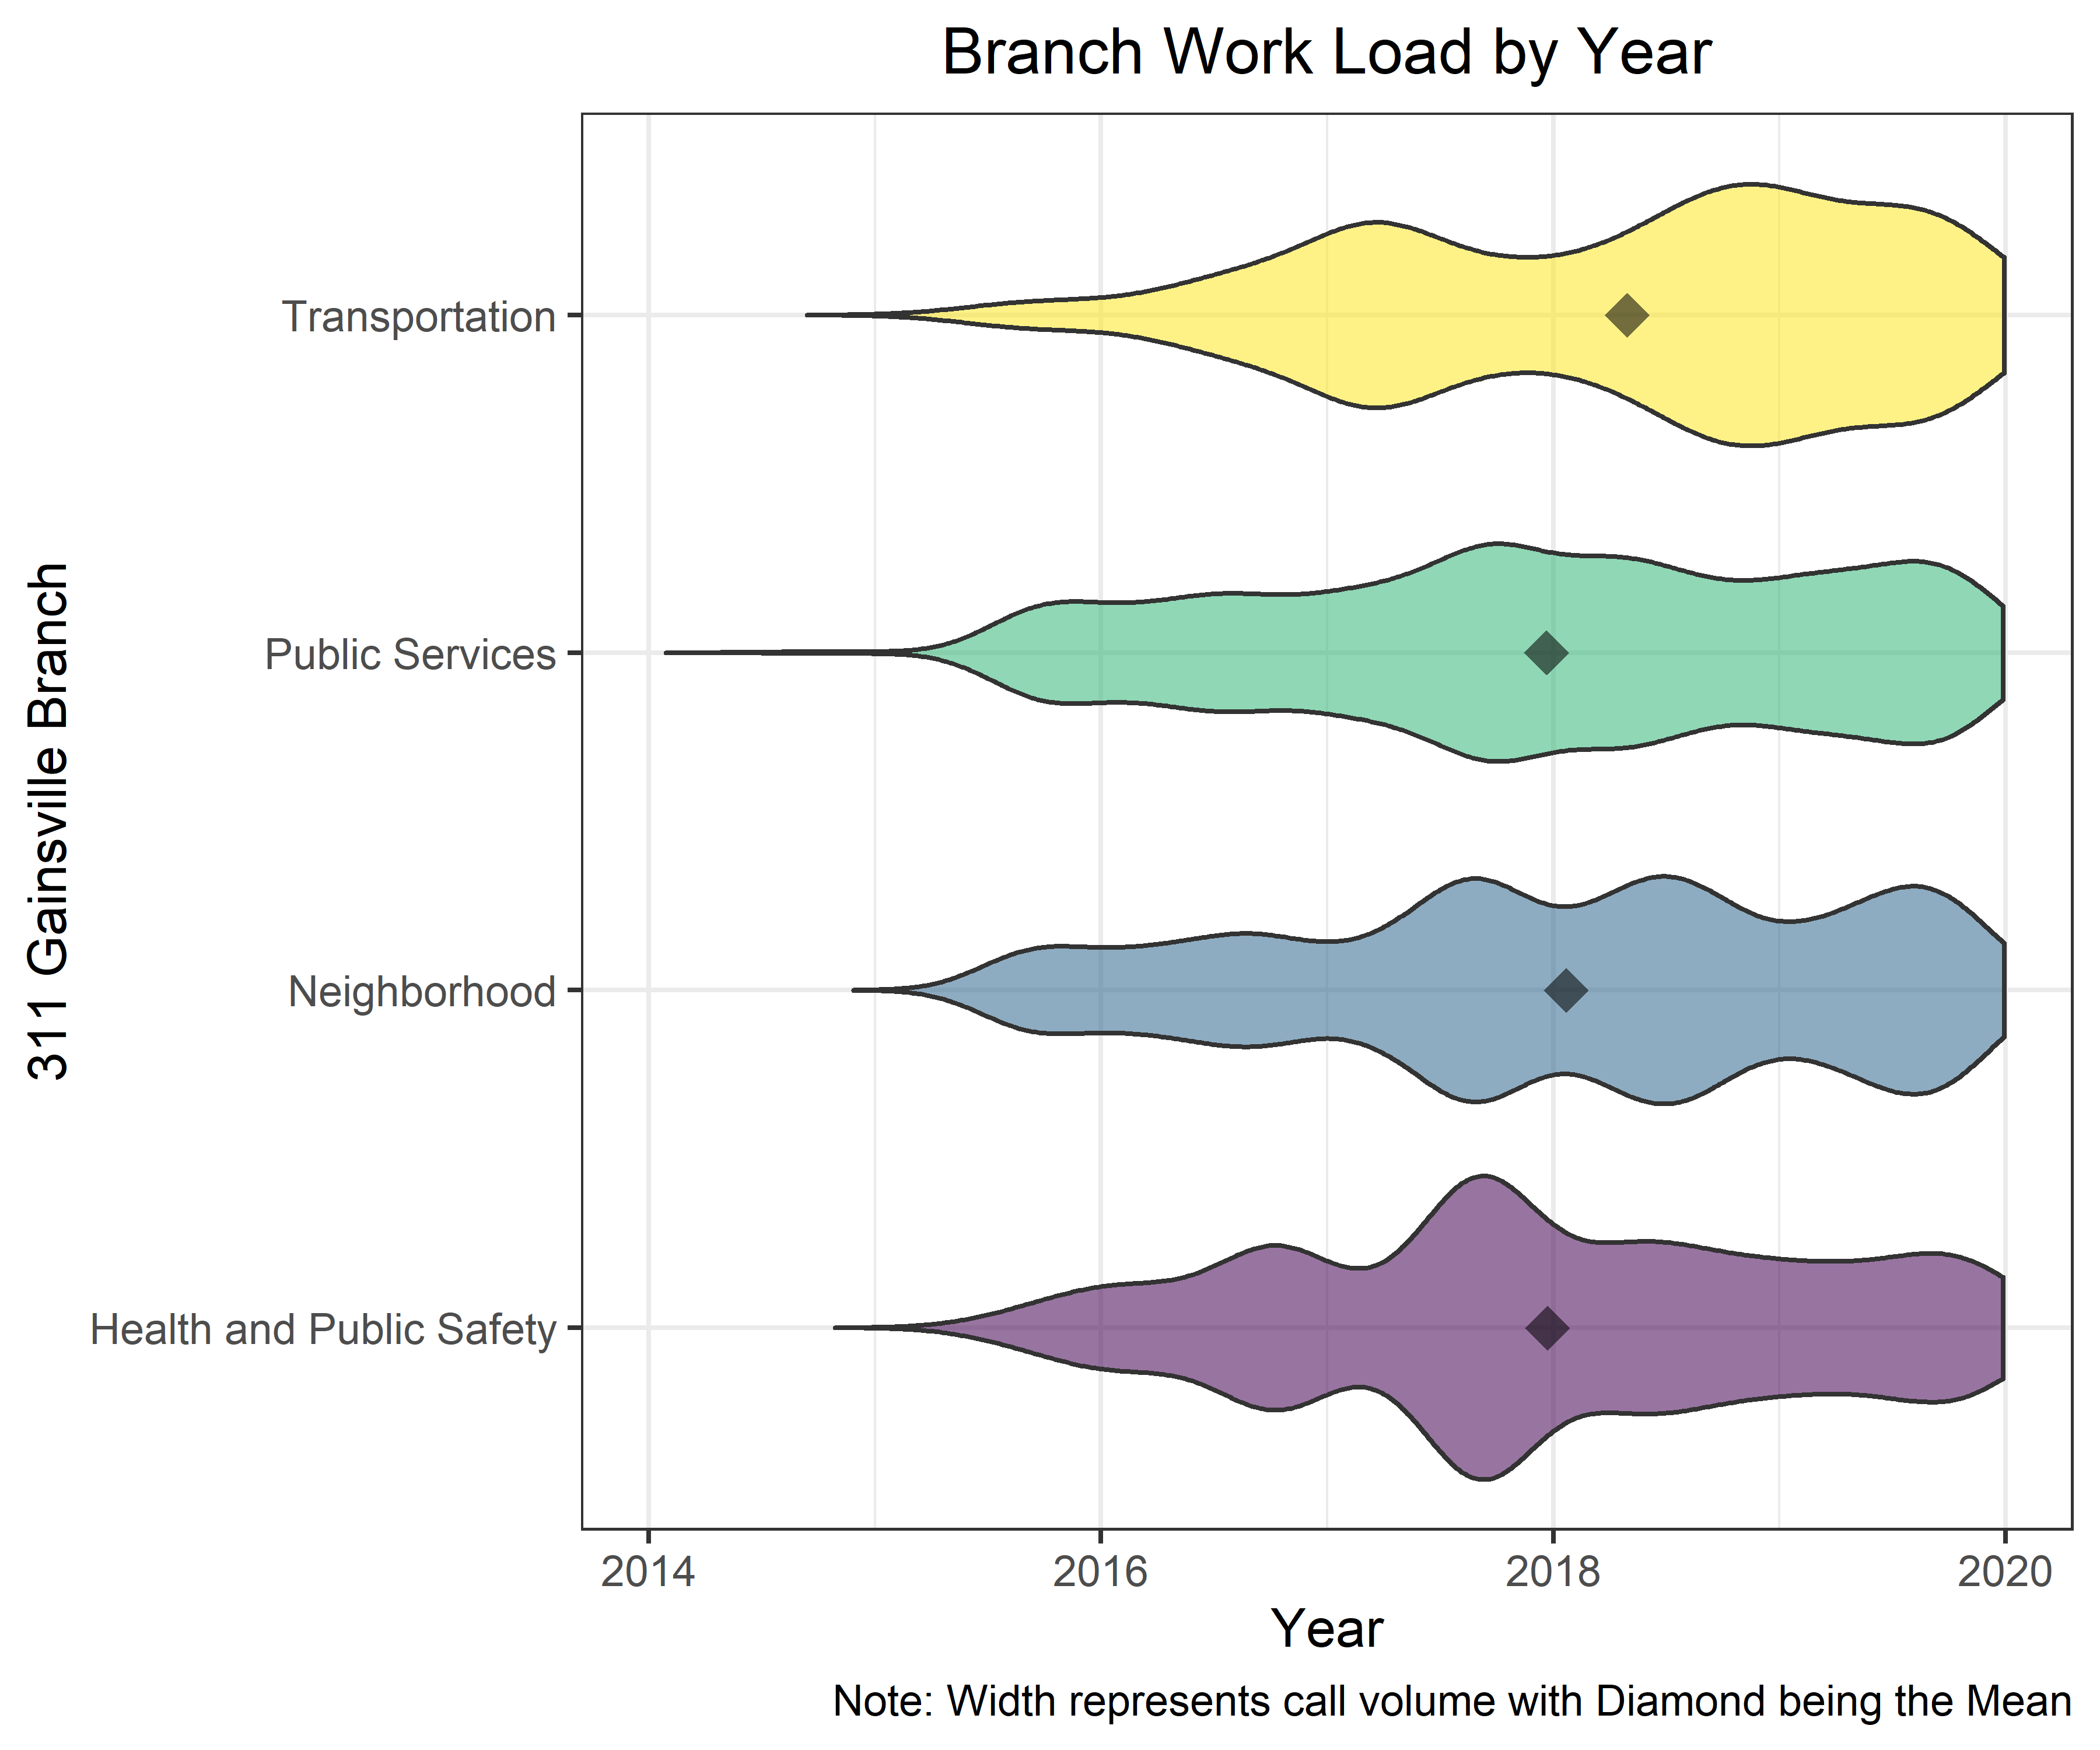 Branch Work Load by Year
311 Gainsville Branch
Transportation
Public Services
Neighborhood
Health and Public Safety
2014 2016 2018 2020
Year
Note: Width represents call volume with Diamond being the Mean